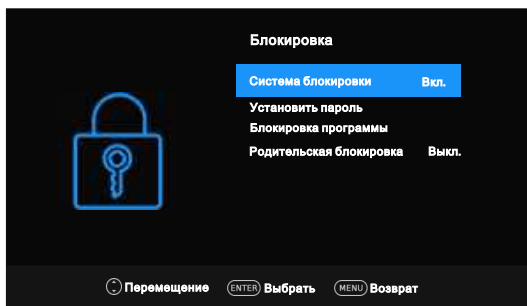 Блокировка
Система блокировки Вкл.
Установить пароль
Блокировка программы
Родительская блокировка Выкл.
Перемещение ENTER Выбрать MENU Возврат